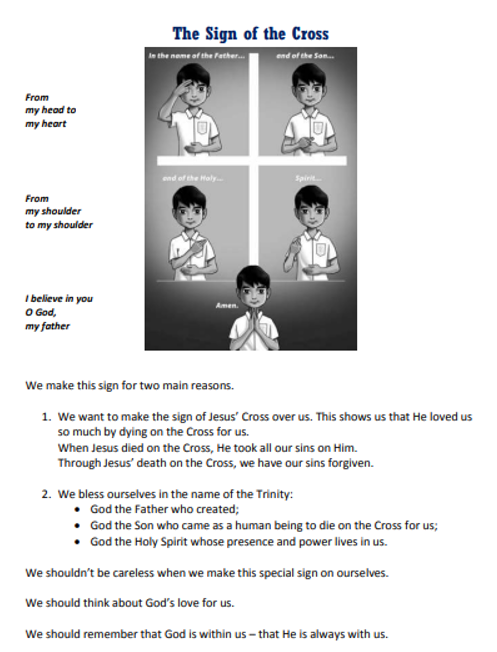 The Sign of the Cross
In the name of the Father...
and of the Son...
From
my head to
my heart
and of the Holy...
Spirit...
From
my shoulder
to my shoulder
I believe in you
O God,
my father
Amen.
We make this sign for two main reasons.
1. We want to make the sign of Jesus’ Cross over us. This shows us that He loved us
so much by dying on the Cross for us.
When Jesus died on the Cross, He took all our sins on Him.
Through Jesus’ death on the Cross, we have our sins forgiven.
2. We bless ourselves in the name of the Trinity:
• God the Father who created;
• God the Son who came as a human being to die on the Cross for us;
• God the Holy Spirit whose presence and power lives in us.
We shouldn’t be careless when we make this special sign on ourselves.
We should think about God’s love for us.
We should remember that God is within us – that He is always with us.